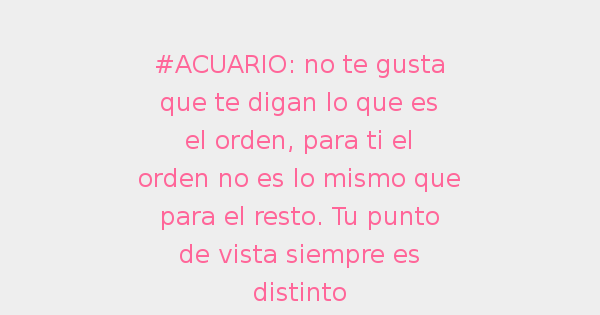 #ACUARIO: no te gusta
que te digan lo que es
el orden, para ti el
orden no es lo mismo que
para el resto. Tu punto
de vista siempre es
distinto